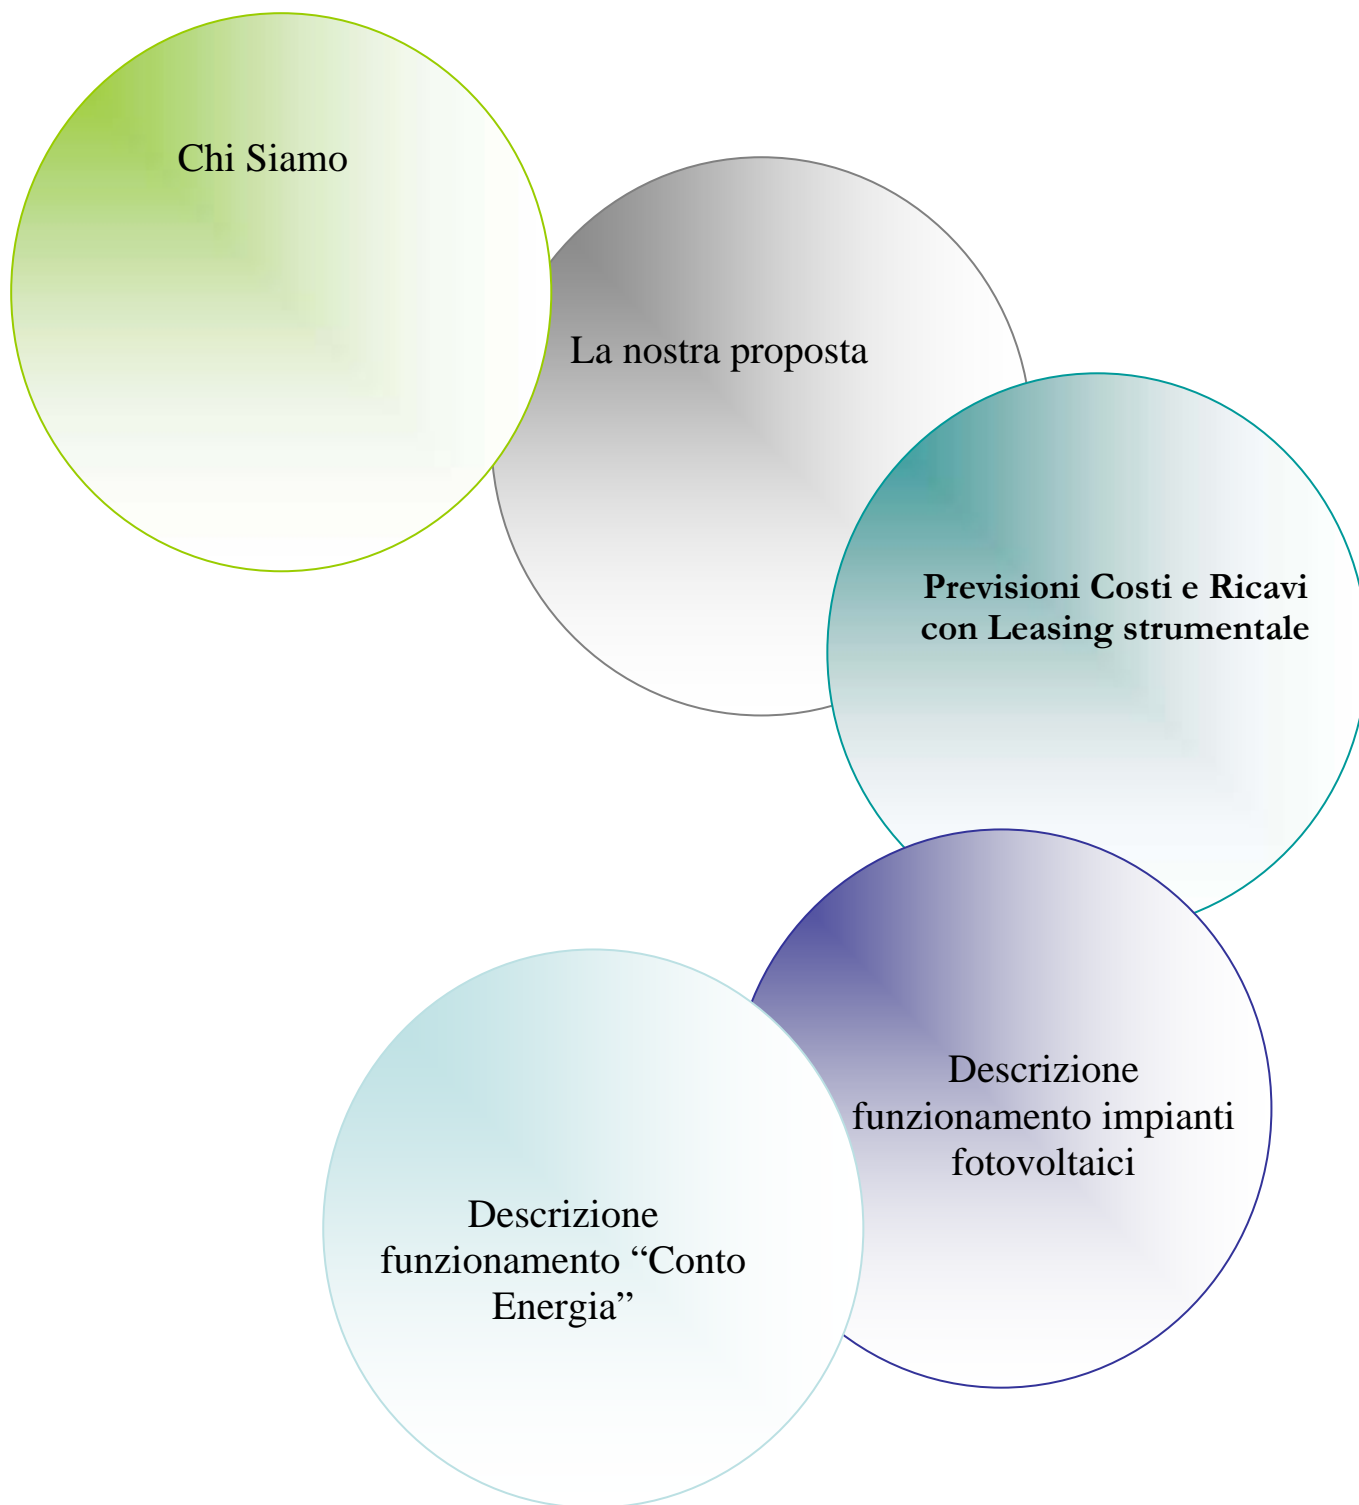 Chi Siamo
La nostra proposta
Previsioni Costi e Ricavi
con Leasing strumentale
Descrizione
funzionamento impianti
fotovoltaici
Descrizione
funzionamento “Conto
Energia”